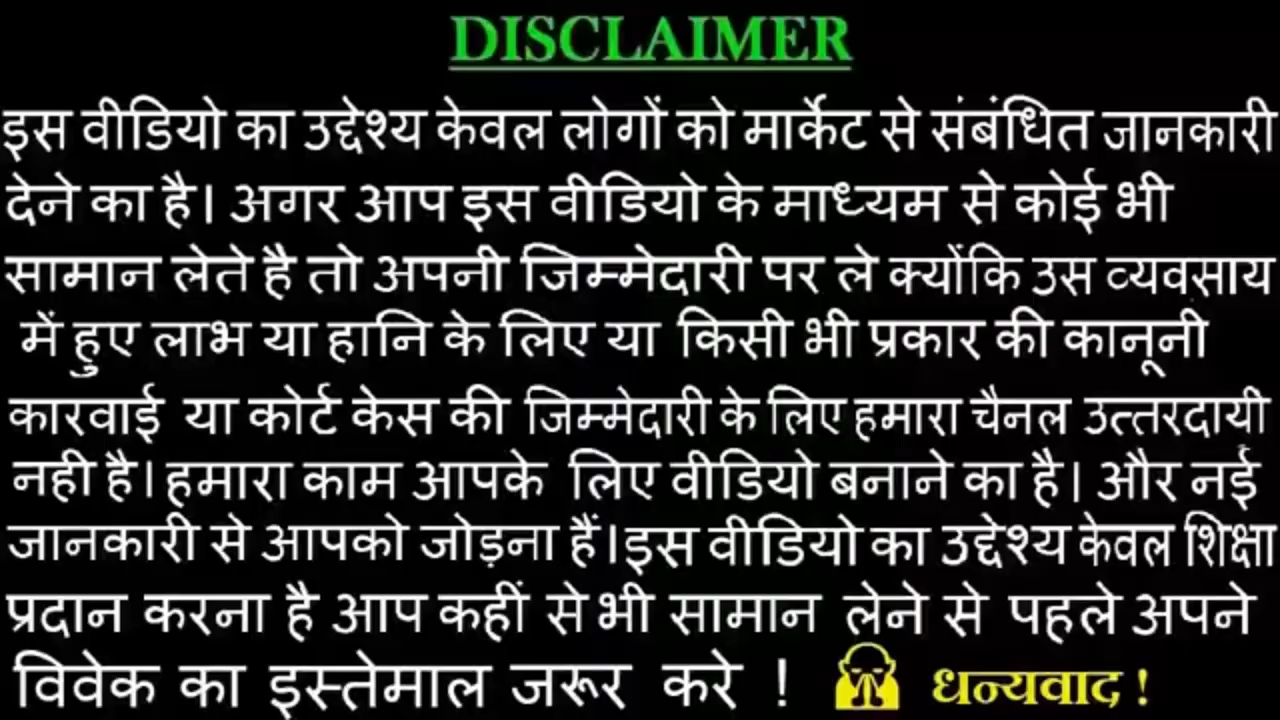 DISCLAIMER
इस वीडियो का उद्देश्य केवल लोगों को मार्केट से संबंधित जानकारी
देने का है। अगर आप इस वीडियो के माध्यम से कोई भी
सामान लेते है तो अपनी जिम्मेदारी पर ले क्योंकि उस व्यवसाय
में हुए लाभ या हानि के लिए या किसी भी प्रकार की कानूनी
कारवाई या कोर्ट केस की जिम्मेदारी के लिए हमारा चैनल उत्तरदायी
नही है। हमारा काम आपके लिए वीडियो बनाने का है। और नई
जानकारी से आपको जोड़ना हैं।इस वीडियो का उद्देश्य केवल शिक्षा
प्रदान करना है आप कहीं से भी सामान लेने से पहले अपने
विवेक का इस्तेमाल जरूर करे ! धन्यवाद !